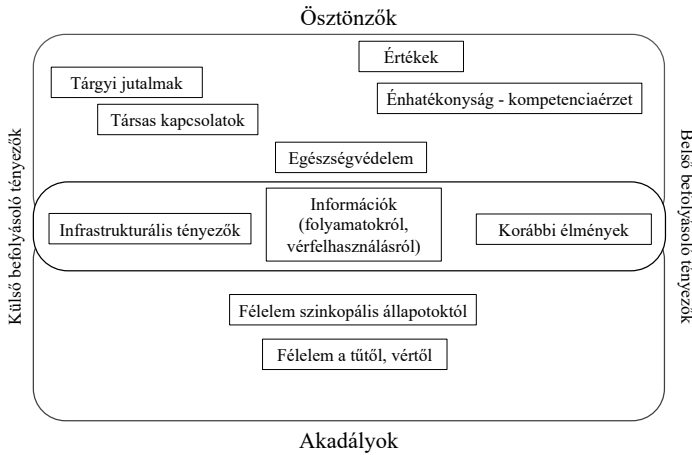 Ösztönzők
Értékek
Tárgyi jutalmak
Énhatékonyság - kompetenciaérzet
Társas kapcsolatok
Egészségvédelem
Külső befolyásoló tényezők
Belső befolyásoló tényezők
Infrastrukturális tényezők
Információk
(folyamatokról,
vérfelhasználásról)
Korábbi élmények
Félelem szinkopális állapotoktól
Félelem a tűtől, vértől
Akadályok